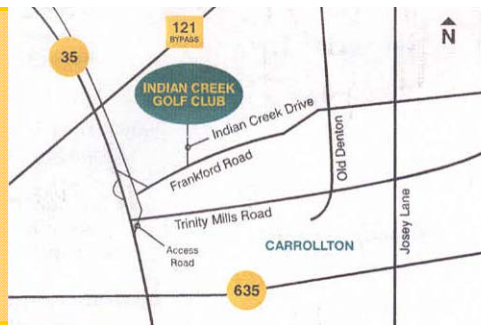 121
BYPASS
N
35
INDIAN CREEK
GOLF CLUB
Indian Creek Drive
Frankford Road
Old Denton
Trinity Mills Road
Access
Road
CARROLLTON
Josey Lane
635